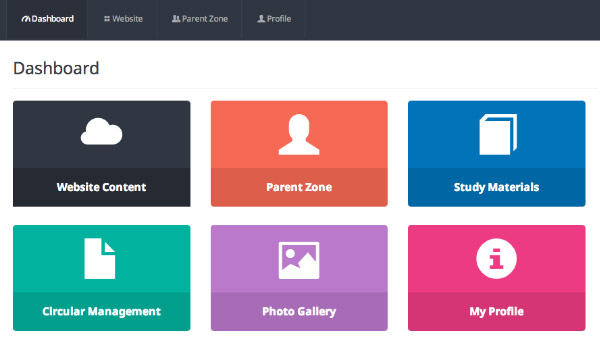 Dashboard
Website
Parent Zone
Profile
Dashboard
Website Content
Parent Zone
Study Materials
Circular Management
Photo Gallery
My Profile